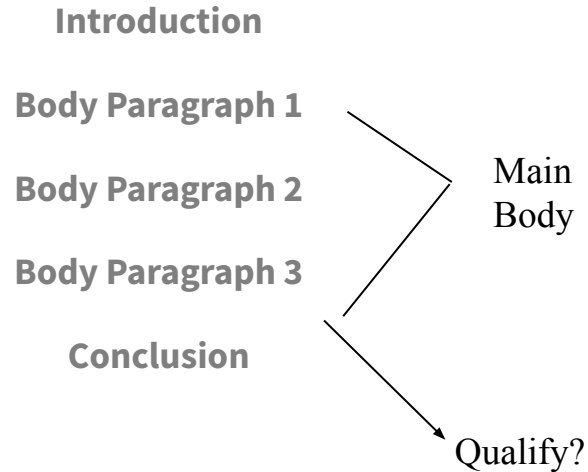 Introduction
Body Paragraph 1
Body Paragraph 2
Body Paragraph 3
Conclusion
Main
Body
Qualify?